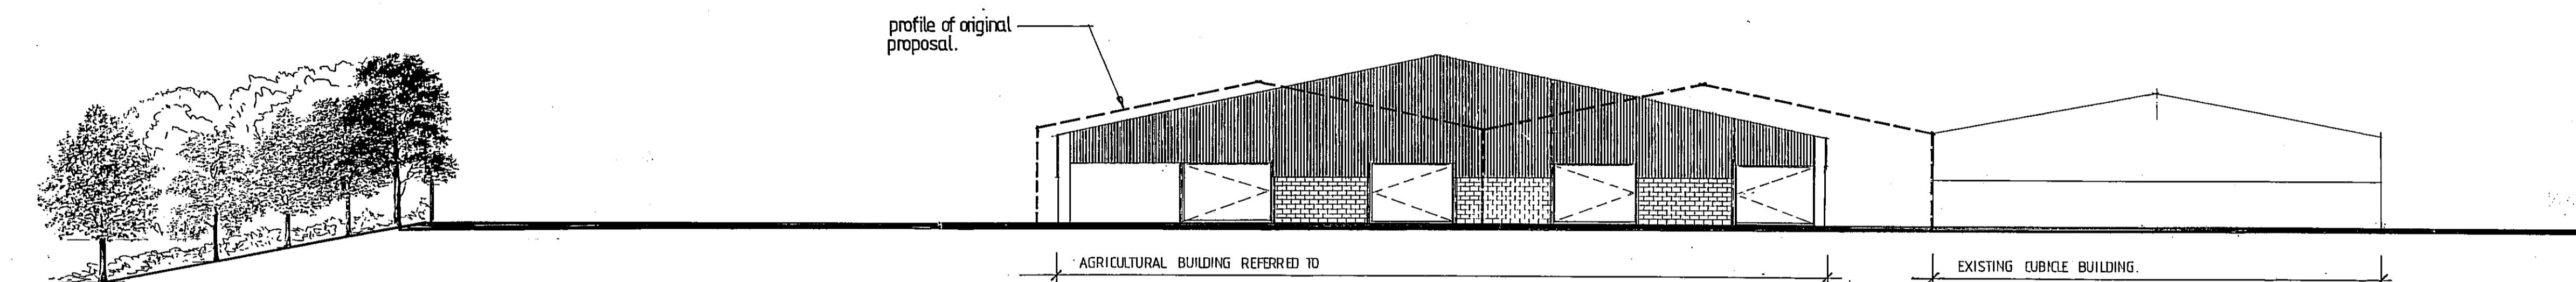 profile of original
proposal.
AGRICULTURAL BUILDING REFERRED TO
EXISTING CUBICLE BUILDING.